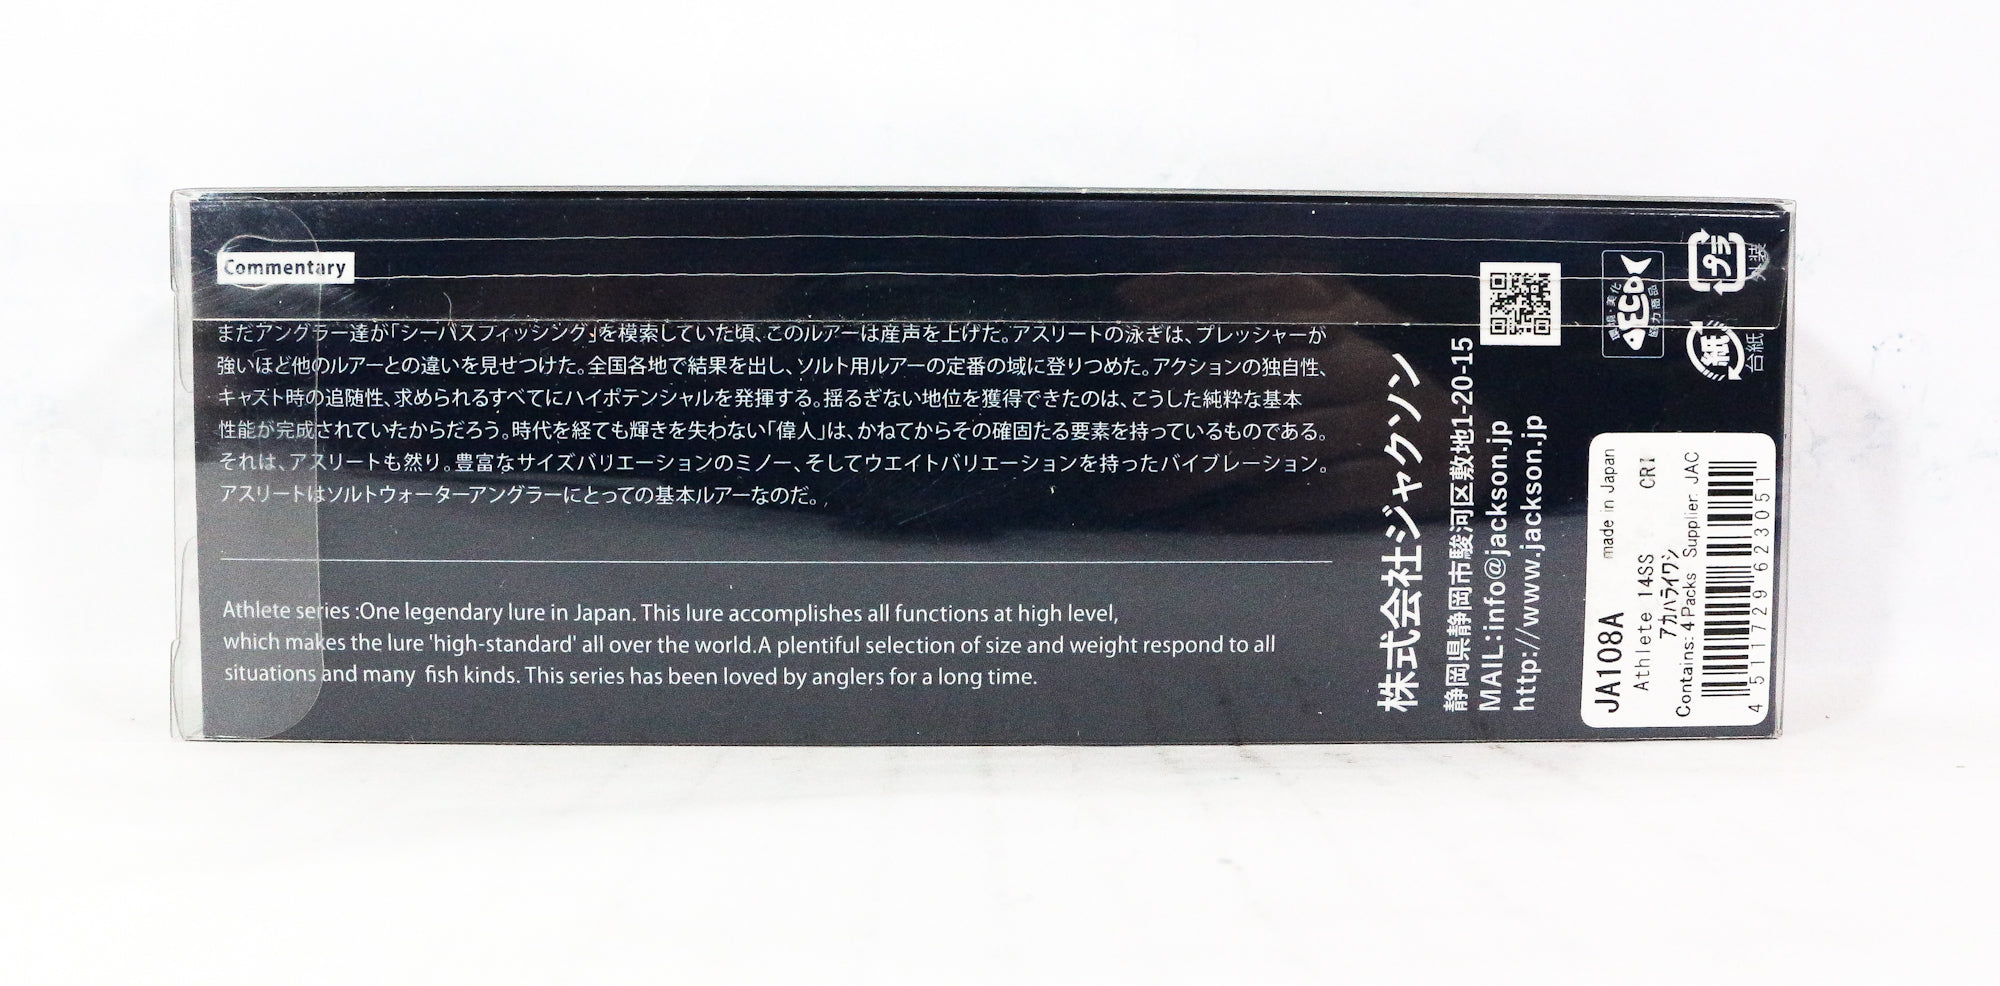 Commentary
まだアングラー達が「シーバスフィッシング」を模索していた頃、このルアーは産声を上げた。アスリートの泳ぎは、プレッシャーが
強いほど他のルアーとの違いを見せつけた。全国各地で結果を出し、ソルト用ルアーの定番の域に登りつめた。アクションの独自性、
キャスト時の追随性、求められるすべてにハイポテンシャルを発揮する。揺るぎない地位を獲得できたのは、こうした純粋な基本
性能が完成されていたからだろう。時代を経ても輝きを失わない「偉人」は、かねてからその確固たる要素を持っているものである。
それは、アスリートも然り。豊富なサイズバリエーションのミノー、そしてウエイトバリエーションを持ったバイブレーション。
アスリートはソルトウォーターアングラーにとっての基本ルアーなのだ。
Athlete series :One legendary lure in Japan. This lure accomplishes all functions at high level,
which makes the lure 'high-standard' all over the world.A plentiful selection of size and weight respond to all
situations and many fish kinds. This series has been loved by anglers for a long time.
株式会社ジャクソン
静岡県静岡市駿河区敷地1-20-15
MAIL:info@jackson.jp
http://www.jackson.jp
環境・美化
ECO
協力商品
プラ
紙
台紙
JA108A
made in Japan
Athlete 14SS CRI
アカハライワシ
Contains: 4 Packs Supplier: JAC
4 511729 623051